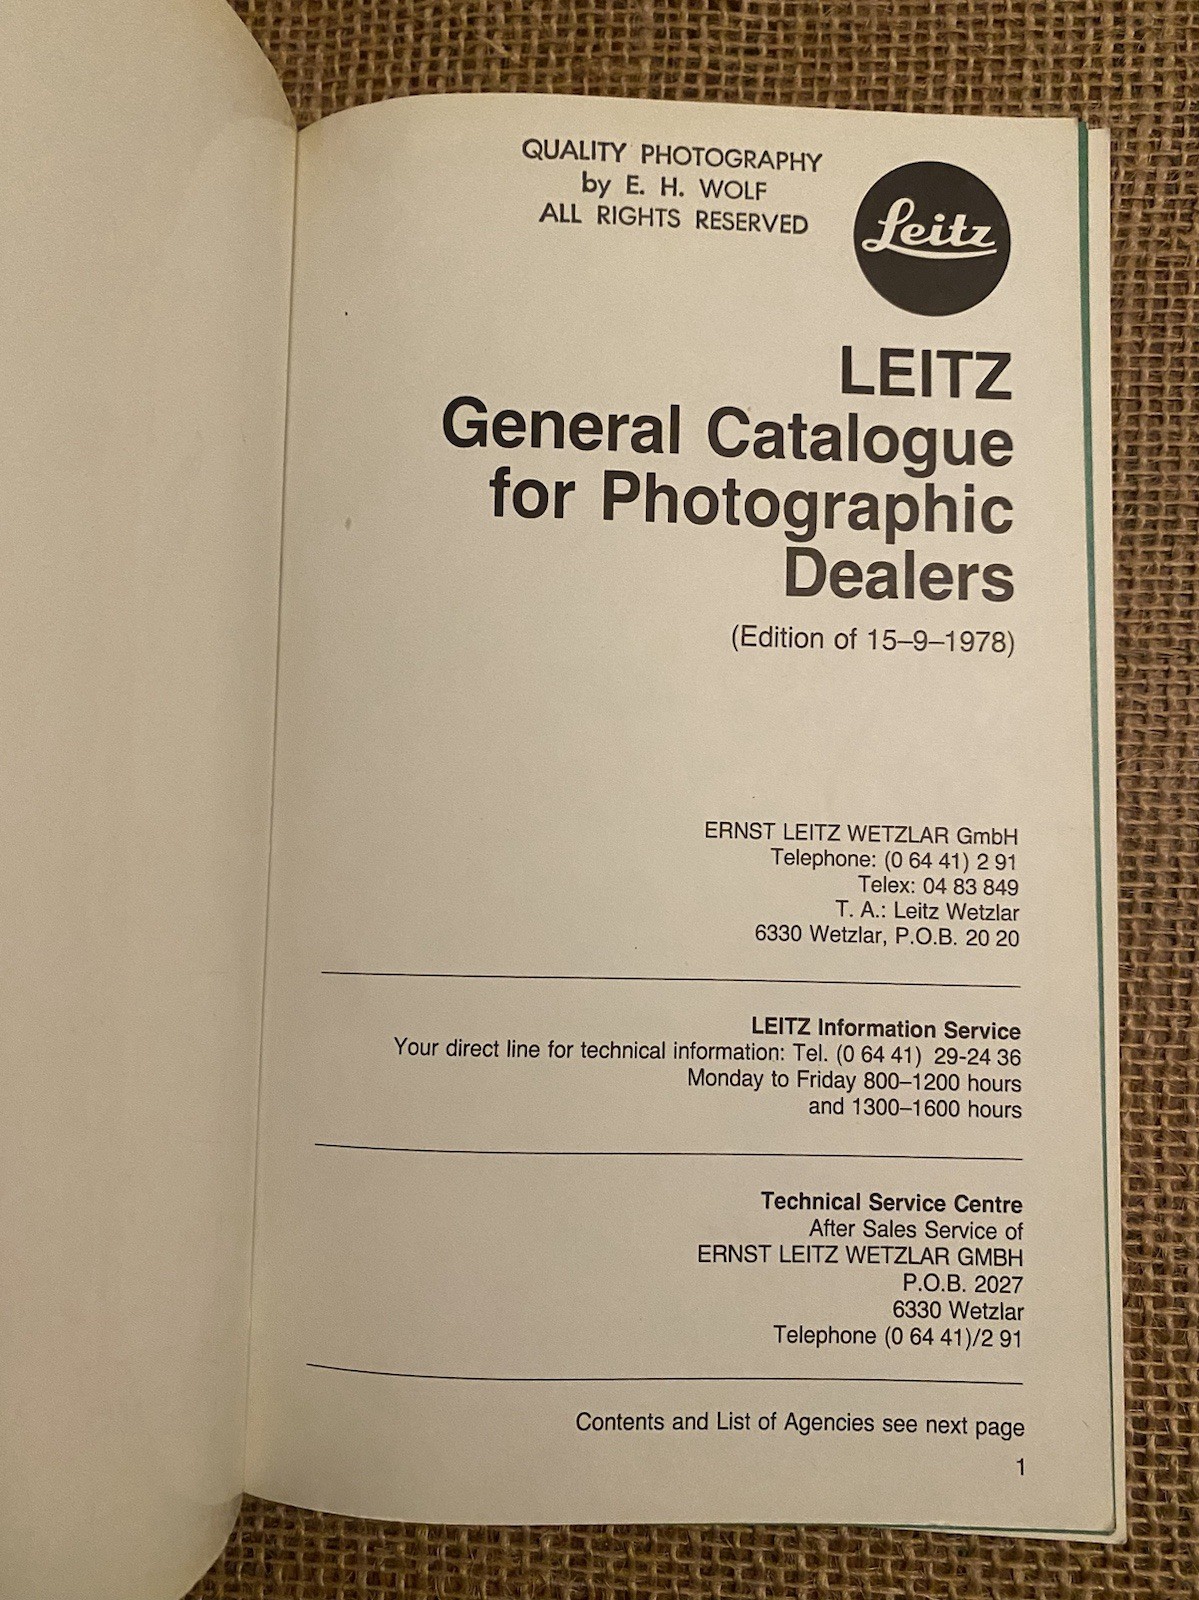 QUALITY PHOTOGRAPHY
by E. H. WOLF
ALL RIGHTS RESERVED
Leitz
LEITZ
General Catalogue
for Photographic
Dealers
(Edition of 15–9–1978)
ERNST LEITZ WETZLAR GmbH
Telephone: (0 64 41) 2 91
Telex: 04 83 849
T. A.: Leitz Wetzlar
6330 Wetzlar, P.O.B. 20 20
LEITZ Information Service
Your direct line for technical information: Tel. (0 64 41) 29-24 36
Monday to Friday 800–1200 hours
and 1300–1600 hours
Technical Service Centre
After Sales Service of
ERNST LEITZ WETZLAR GMBH
P.O.B. 2027
6330 Wetzlar
Telephone (0 64 41)/2 91
Contents and List of Agencies see next page
1